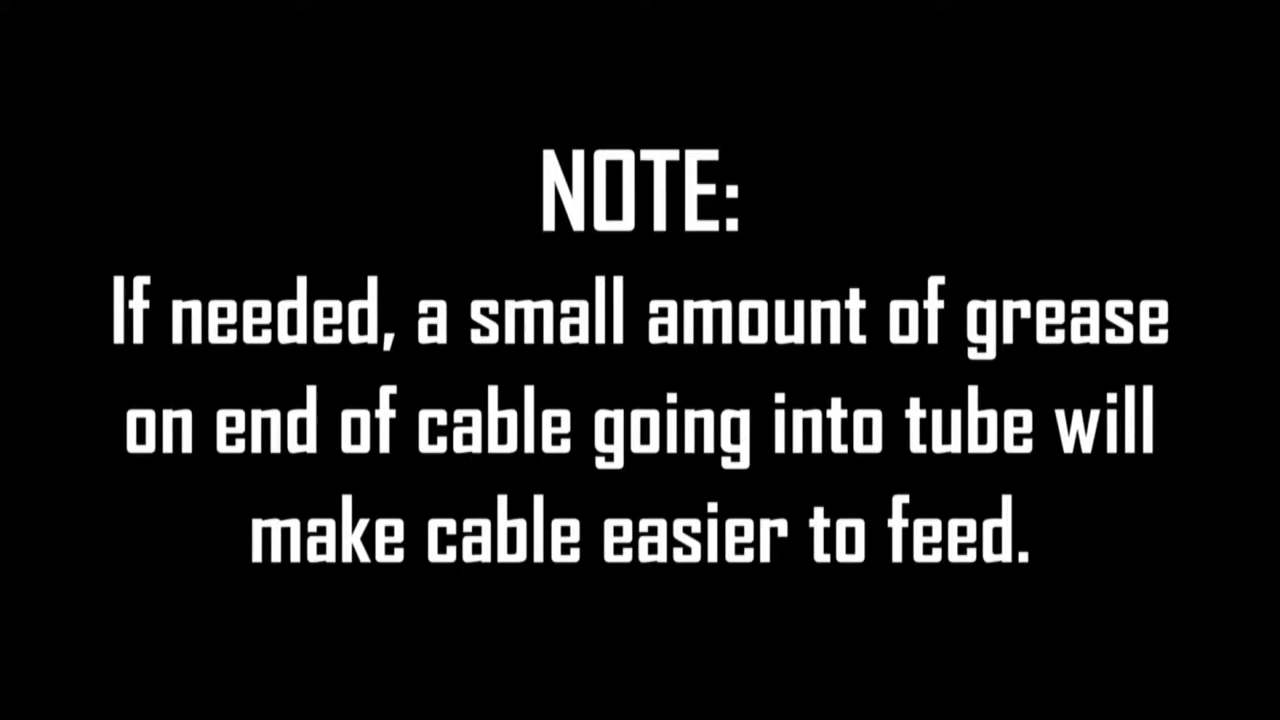 NOTE:
If needed, a small amount of grease
on end of cable going into tube will
make cable easier to feed.